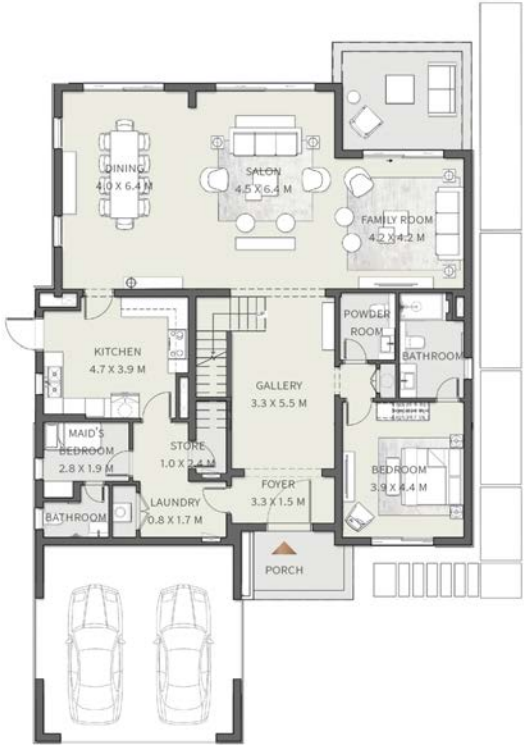 DINING
4.0 X 6.4 M
SALON
4.5 X 6.4 M
FAMILY ROOM
4.2 X 4.2 M
POWDER
ROOM
KITCHEN
4.7 X 3.9 M
BATHROOM
GALLERY
3.3 X 5.5 M
MAID'S
BEDROOM
2.8 X 1.9 M
STORE
1.0 X 2.4 M
BEDROOM
3.9 X 4.4 M
FOYER
3.3 X 1.5 M
LAUNDRY
0.8 X 1.7 M
BATHROOM
PORCH